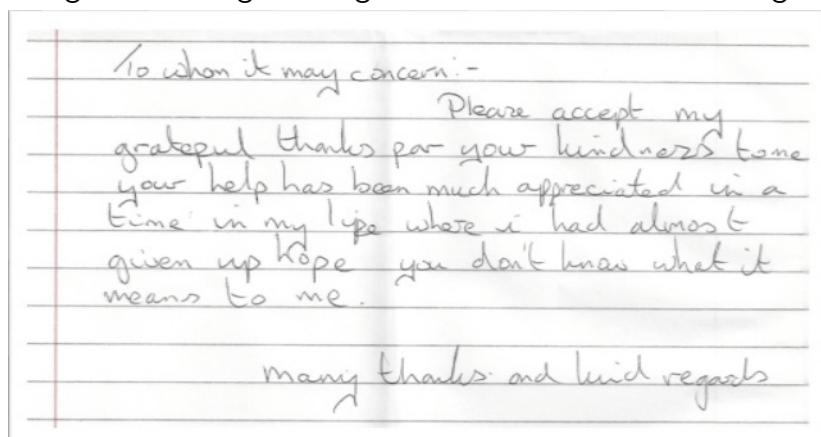 To whom it may concern:-
Please accept my
grateful thanks for your kindness to me
your help has been much appreciated in a
time in my life where i had almost
given up hope you don't know what it
means to me.
many thanks and kind regards